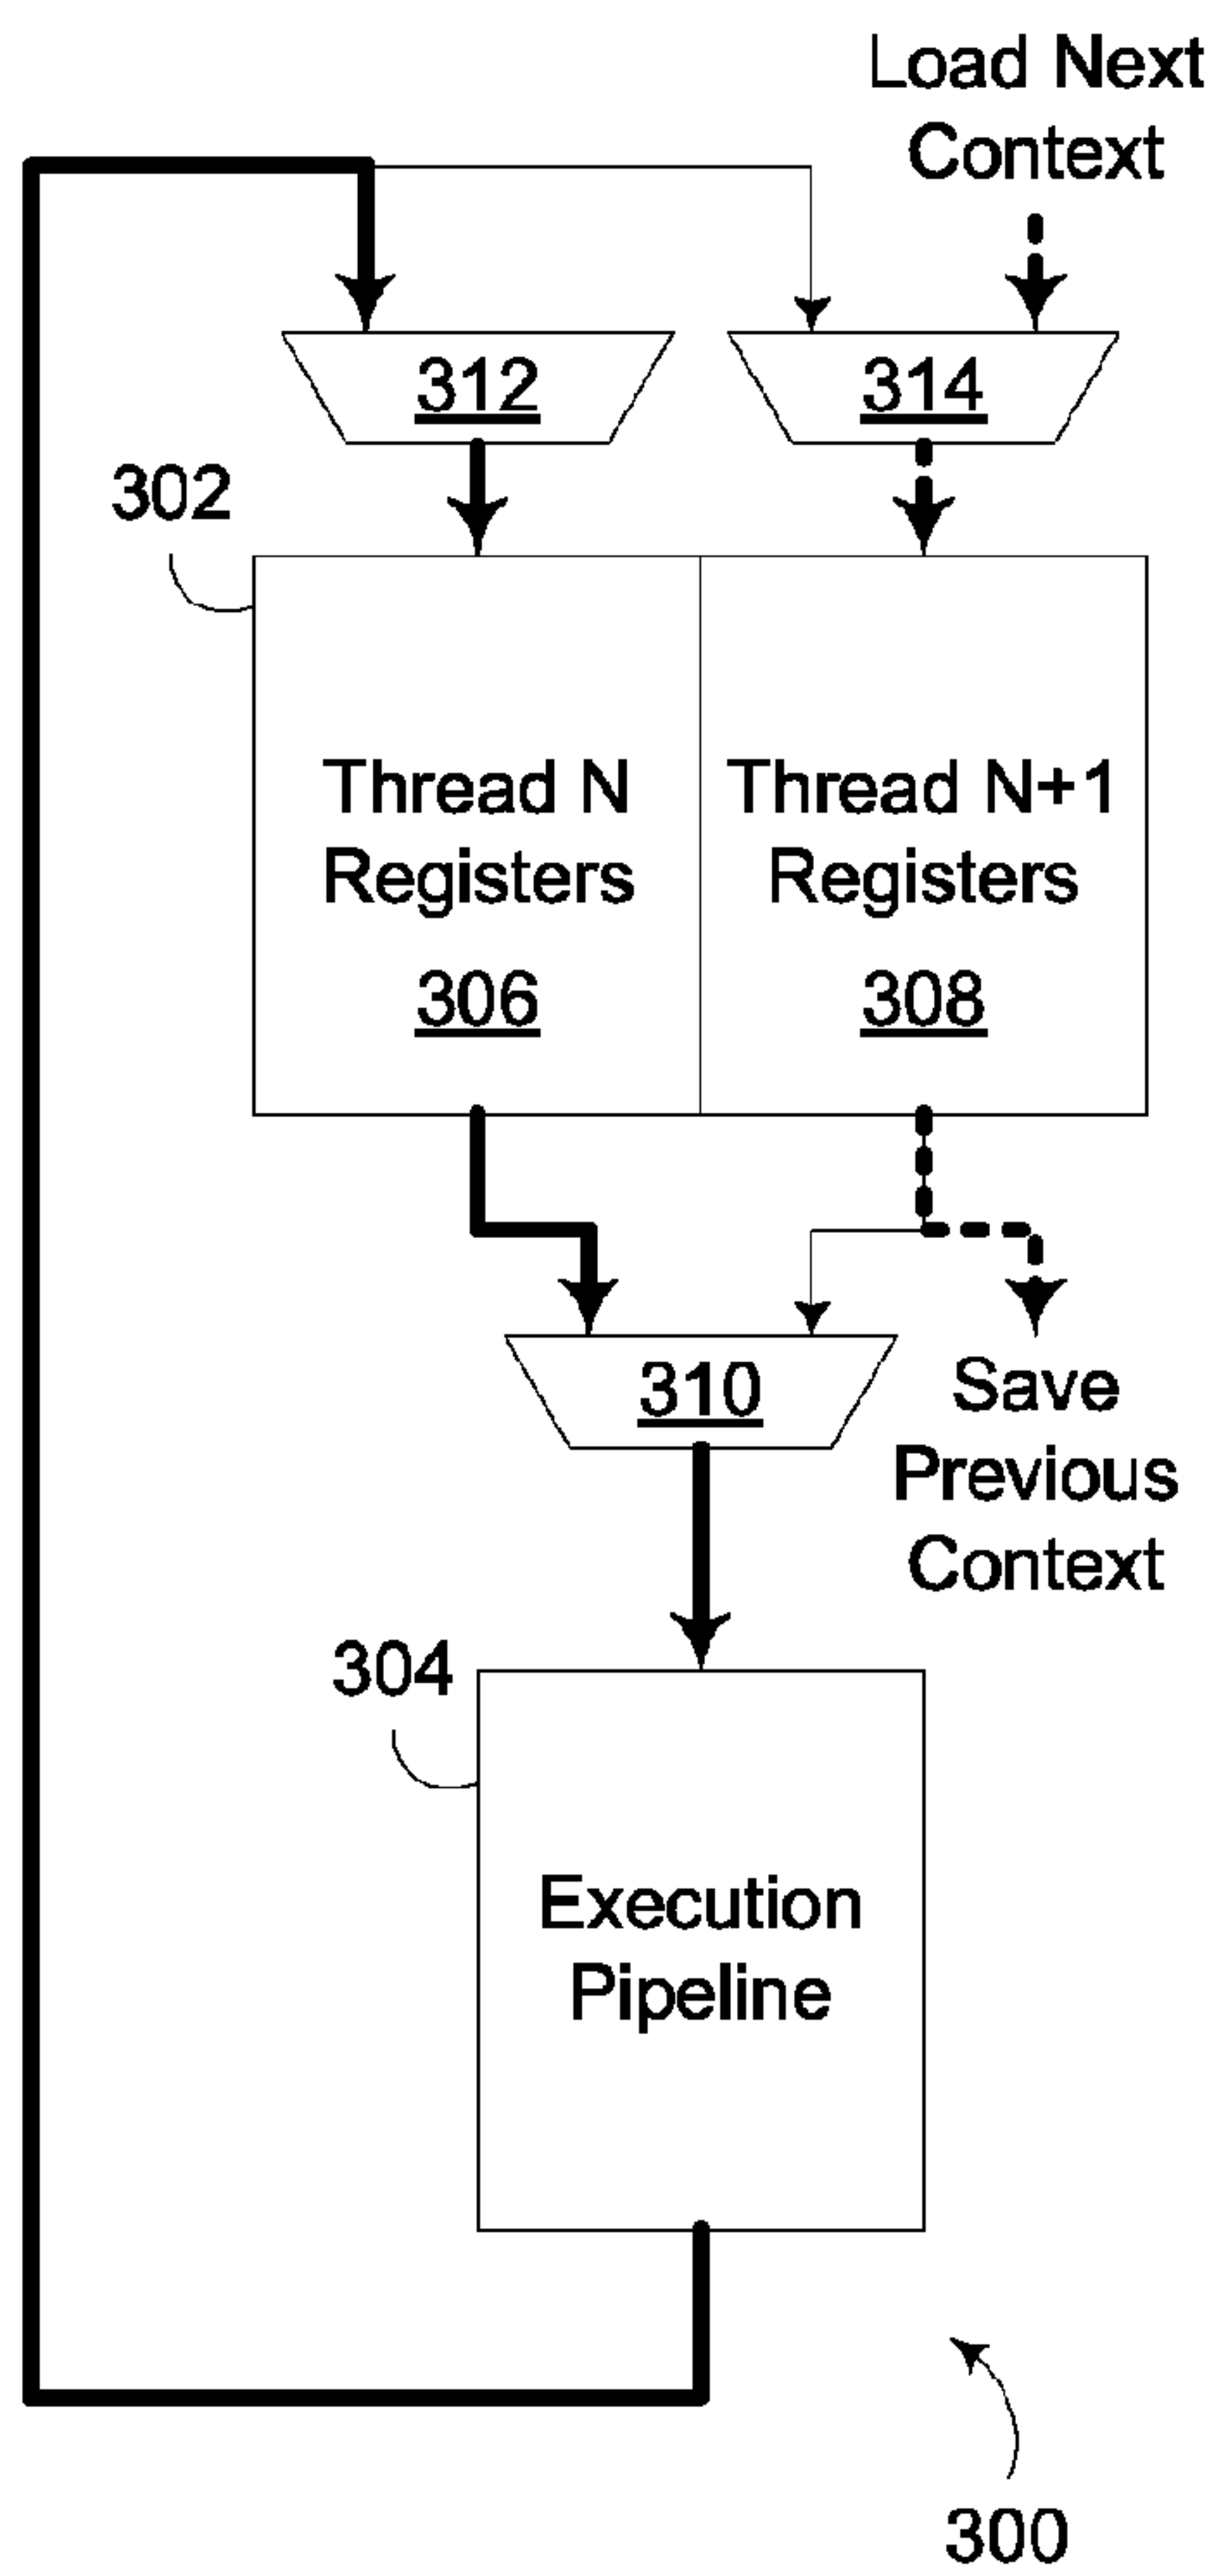 Load Next
Context
312
314
302
Thread N
Registers
306
Thread N+1
Registers
308
310
Save
Previous
Context
304
Execution
Pipeline
300